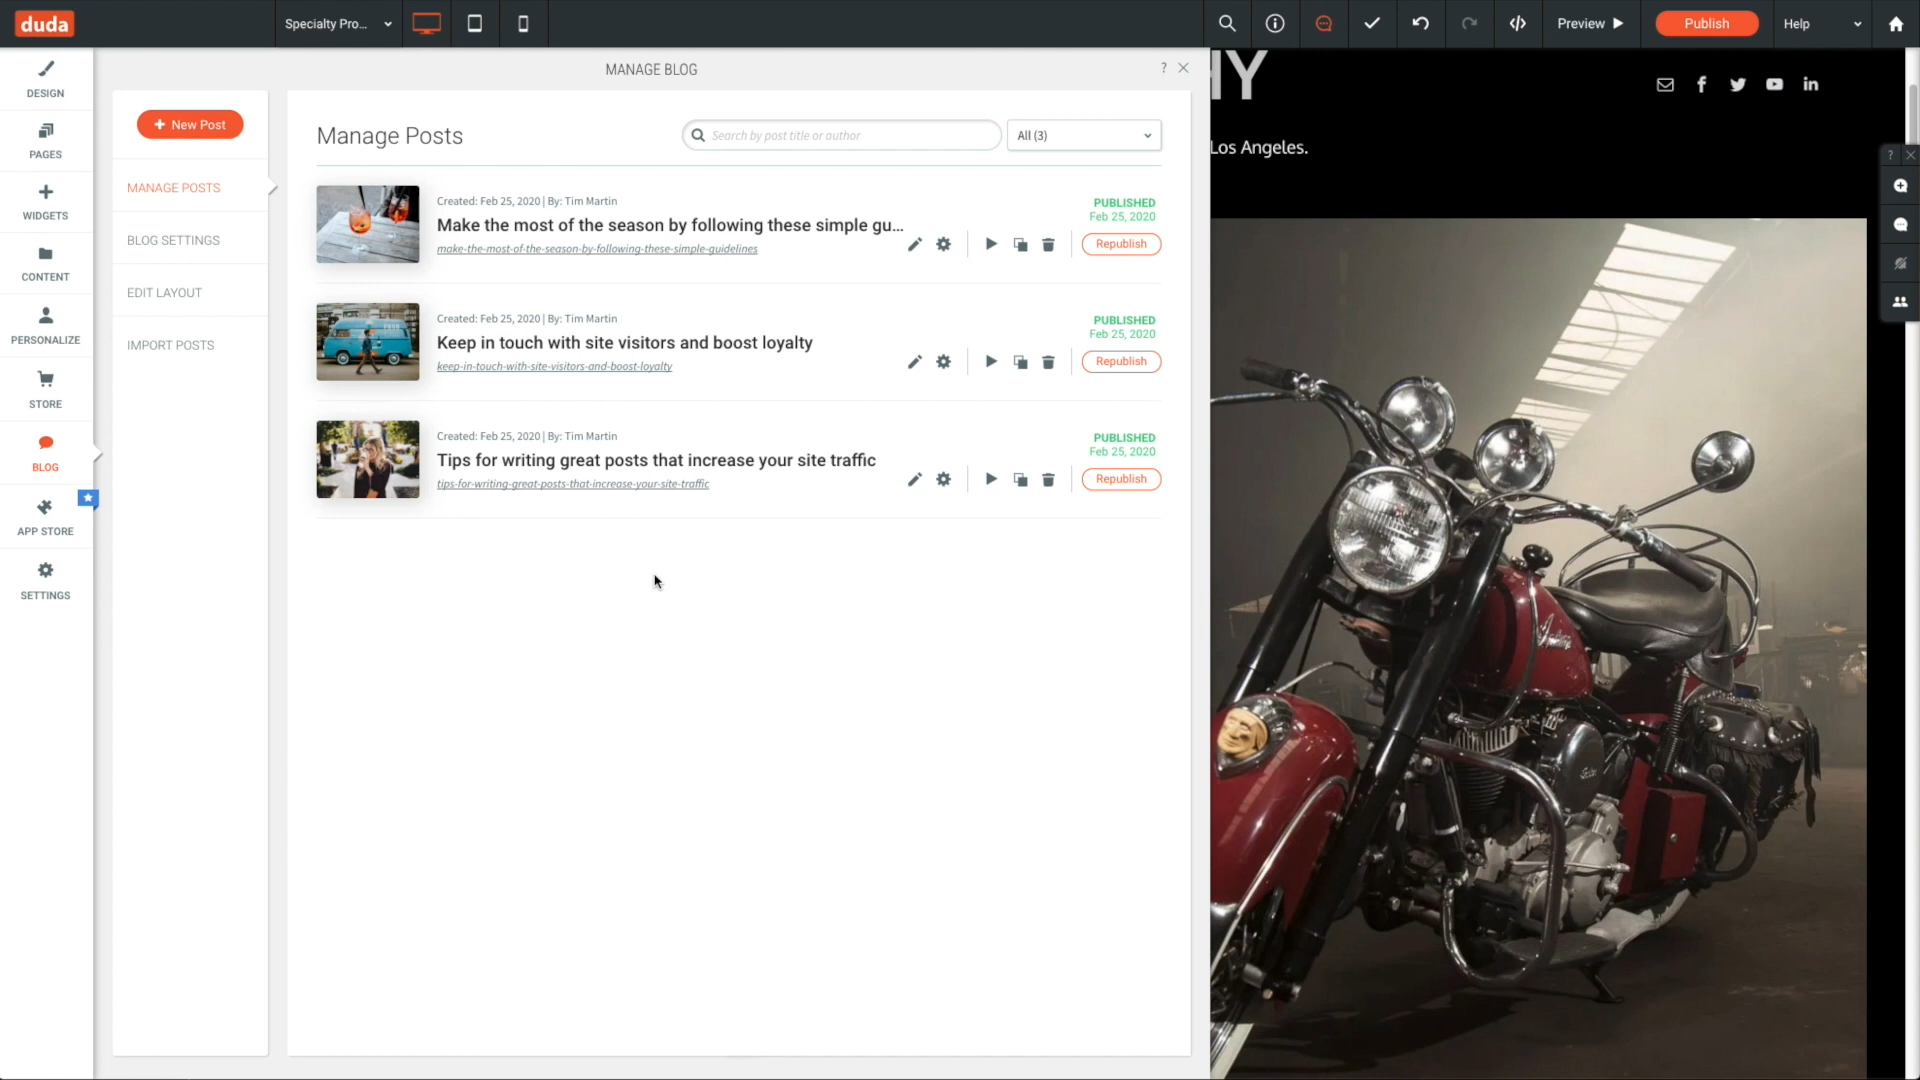 duda
Specialty Pro...
Preview
Publish
Help
DESIGN
PAGES
WIDGETS
CONTENT
PERSONALIZE
STORE
BLOG
APP STORE
SETTINGS
MANAGE BLOG
?
+ New Post
MANAGE POSTS
BLOG SETTINGS
EDIT LAYOUT
IMPORT POSTS
Manage Posts
Search by post title or author
All (3)
Created: Feb 25, 2020 | By: Tim Martin
Make the most of the season by following these simple gu...
make-the-most-of-the-season-by-following-these-simple-guidelines
PUBLISHED
Feb 25, 2020
Republish
Created: Feb 25, 2020 | By: Tim Martin
Keep in touch with site visitors and boost loyalty
keep-in-touch-with-site-visitors-and-boost-loyalty
PUBLISHED
Feb 25, 2020
Republish
Created: Feb 25, 2020 | By: Tim Martin
Tips for writing great posts that increase your site traffic
tips-for-writing-great-posts-that-increase-your-site-traffic
PUBLISHED
Feb 25, 2020
Republish
HY
Los Angeles.
?